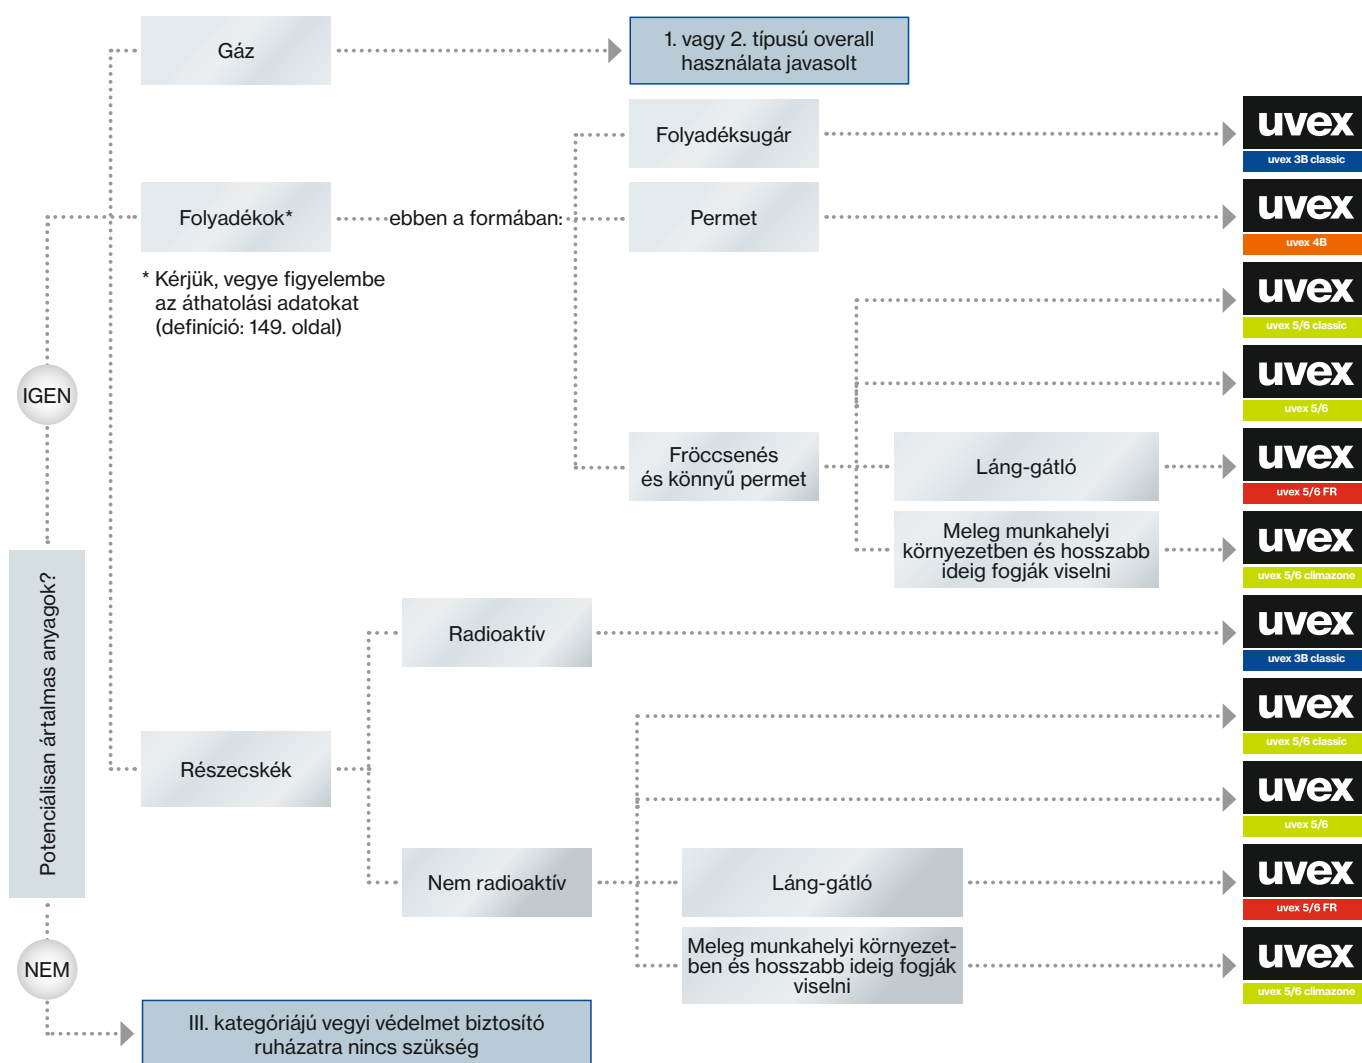 Gáz
1. vagy 2. típusú overall
használata javasolt
Folyadéksugár
uvex
uvex 3B classic
Folyadékok*
ebben a formában:
Permet
uvex
uvex 4B
* Kérjük, vegye figyelembe
az áthatolási adatokat
(definíció: 149. oldal)
uvex
uvex 5/6 classic
IGEN
uvex
uvex 5/6
Fröccsenés
és könnyű permet
Láng-gátló
uvex
uvex 5/6 FR
Meleg munkahelyi
környezetben és hosszabb
ideig fogják viselni
uvex
uvex 5/6 climazone
Potenciálisan ártalmas anyagok?
Radioaktív
uvex
uvex 3B classic
uvex
uvex 5/6 classic
Részecskék
uvex
uvex 5/6
Nem radioaktív
Láng-gátló
uvex
uvex 5/6 FR
NEM
Meleg munkahelyi környezet-
ben és hosszabb ideig fogják
viselni
uvex
uvex 5/6 climazone
III. kategóriájú vegyi védelmet biztosító
ruházatra nincs szükség